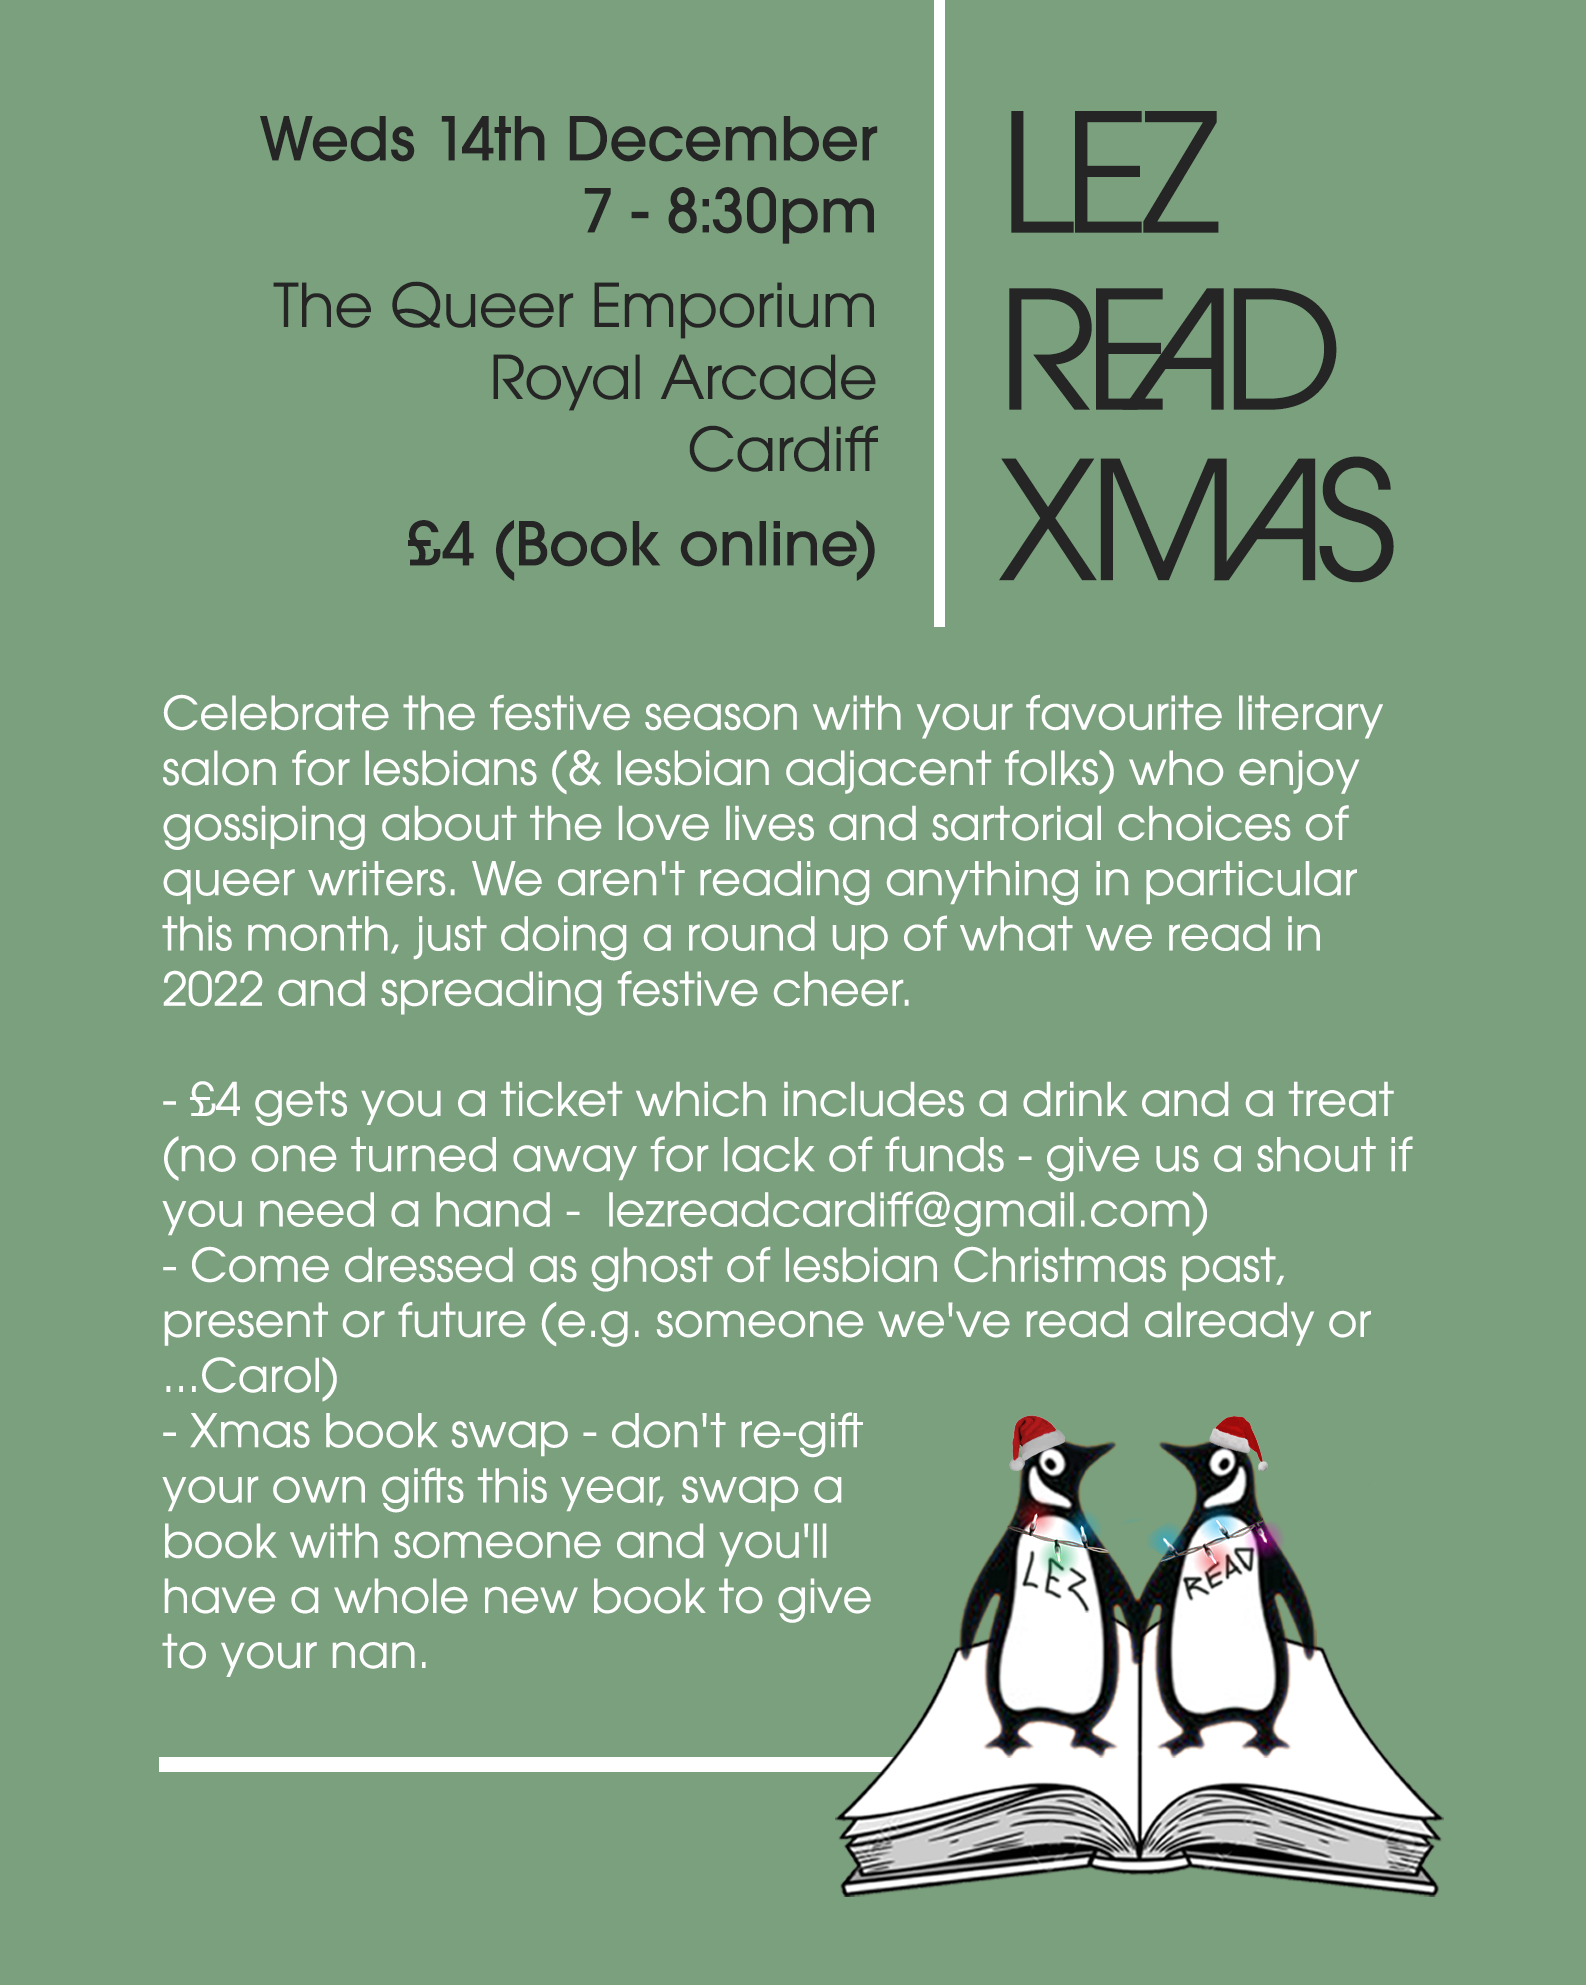 Weds 14th December
7 - 8:30pm
The Queer Emporium
Royal Arcade
Cardiff
£4 (Book online)
LEZ
READ
XMAS
Celebrate the festive season with your favourite literary
salon for lesbians (& lesbian adjacent folks) who enjoy
gossiping about the love lives and sartorial choices of
queer writers. We aren't reading anything in particular
this month, just doing a round up of what we read in
2022 and spreading festive cheer.
- £4 gets you a ticket which includes a drink and a treat
(no one turned away for lack of funds - give us a shout if
you need a hand -  lezreadcardiff@gmail.com)
- Come dressed as ghost of lesbian Christmas past,
present or future (e.g. someone we've read already or
...Carol)
- Xmas book swap - don't re-gift
your own gifts this year, swap a
book with someone and you'll
have a whole new book to give
to your nan.
LEZ
READ